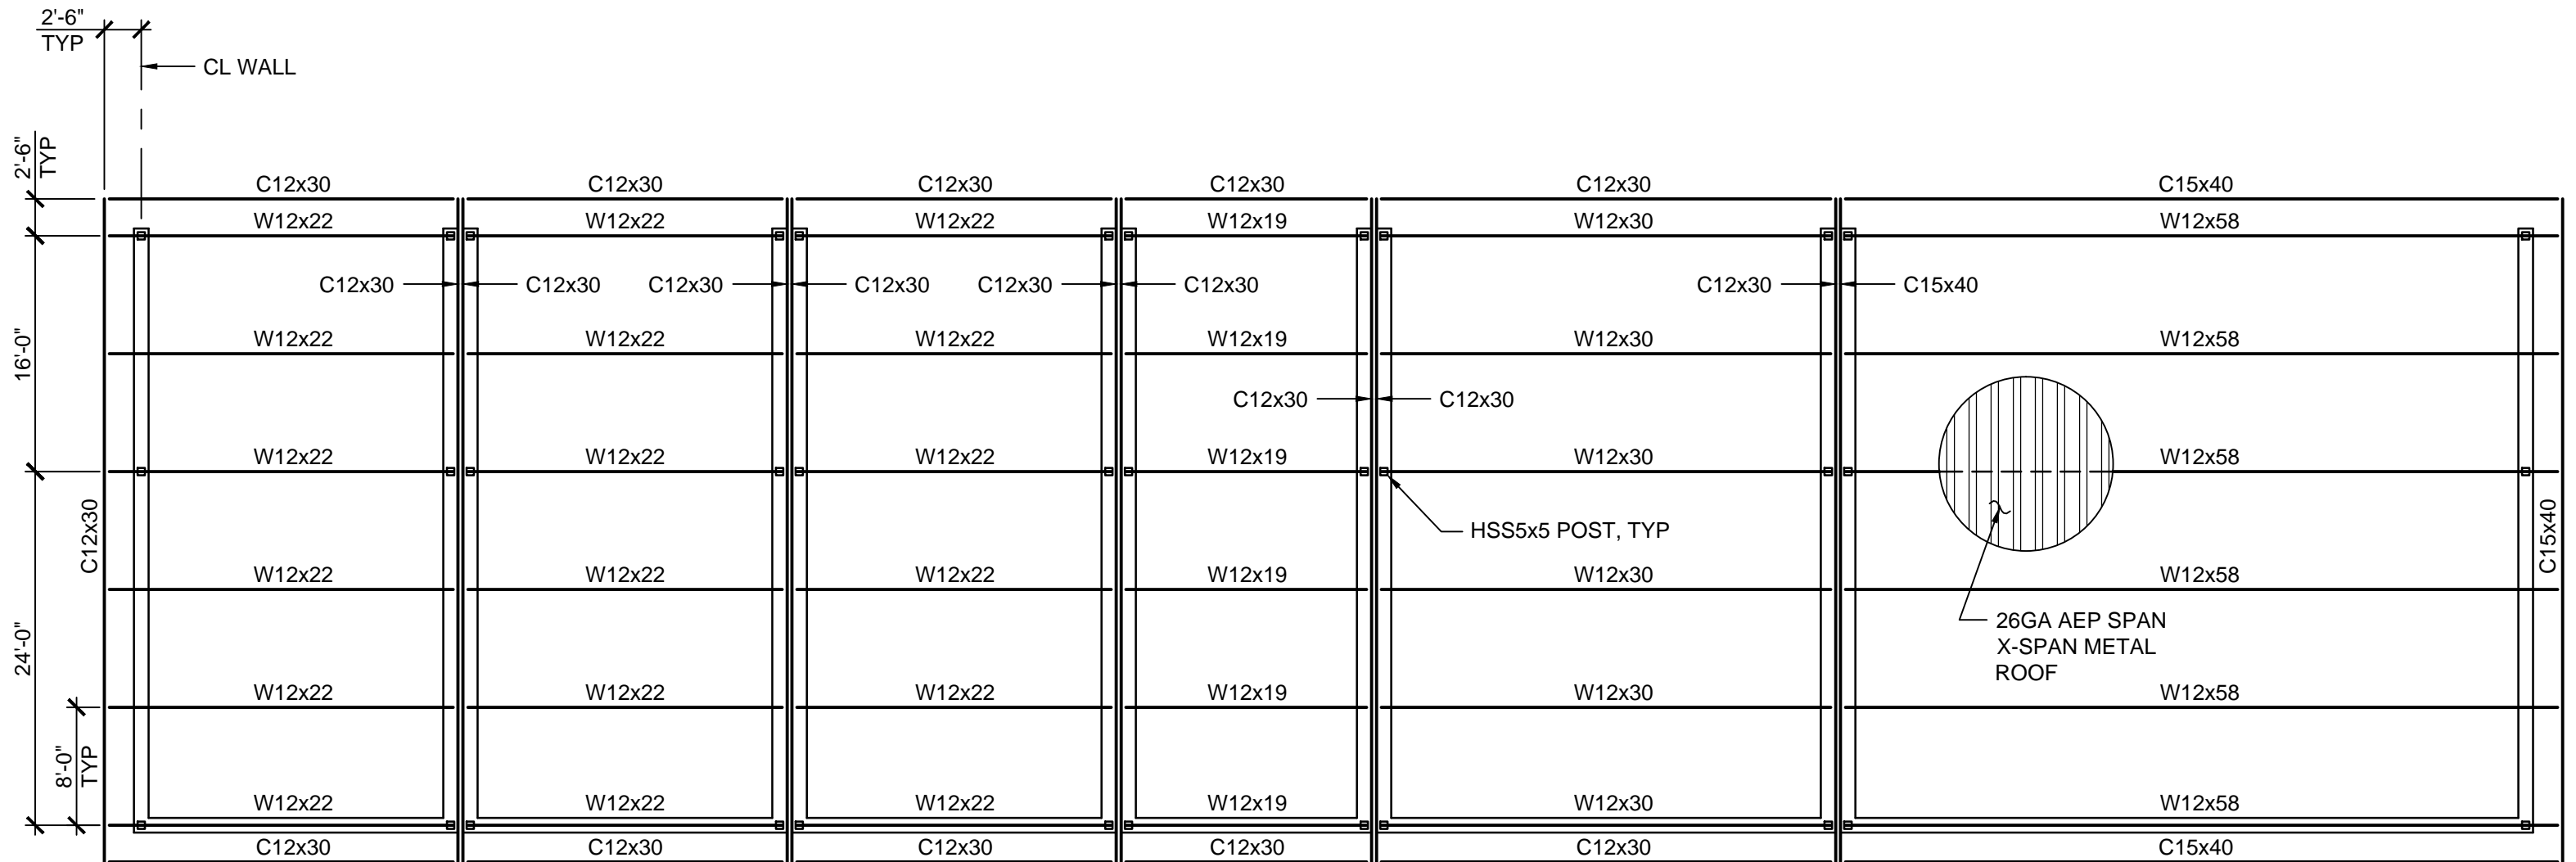 2'-6"
TYP
CL WALL
2'-6"
TYP
C12x30 C12x30 C12x30 C12x30 C12x30 C15x40
W12x22 W12x22 W12x22 W12x19 W12x30 W12x58
C12x30 C12x30 C12x30 C12x30 C12x30 C12x30 C12x30 C15x40
16'-0"
W12x22 W12x22 W12x22 W12x19 W12x30 W12x58
C12x30 C12x30
W12x22 W12x22 W12x22 W12x19 W12x30 W12x58
C12x30
HSS5x5 POST, TYP
C15x40
W12x22 W12x22 W12x22 W12x19 W12x30 W12x58
26GA AEP SPAN
X-SPAN METAL
ROOF
24'-0"
W12x22 W12x22 W12x22 W12x19 W12x30 W12x58
8'-0"
TYP
W12x22 W12x22 W12x22 W12x19 W12x30 W12x58
C12x30 C12x30 C12x30 C12x30 C12x30 C15x40